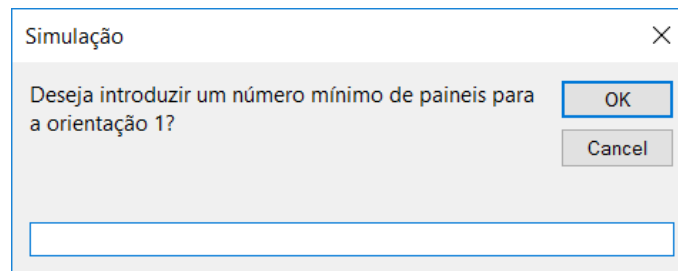 Simulação
Deseja introduzir um número mínimo de paineis para
a orientação 1?
OK
Cancel